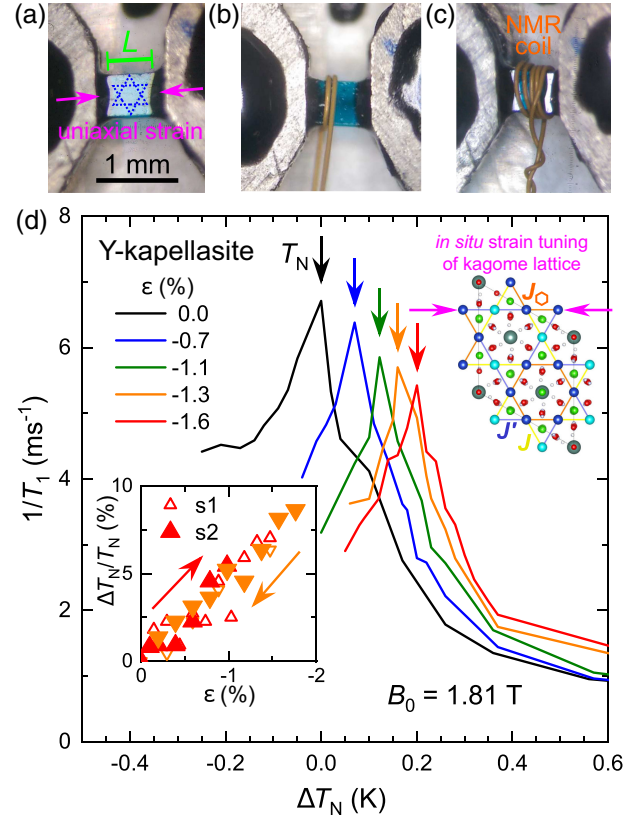 (a)
L
uniaxial strain
1 mm
(b)
(c)
NMR
coil
(d)
Y-kapellasite
ε (%)
0.0
-0.7
-1.1
-1.3
-1.6
T_N
in situ strain tuning
of kagome lattice
J_⬡
J'
J
B₀ = 1.81 T
8
6
4
2
0
1/T₁ (ms⁻¹)
-0.4
-0.2
0.0
0.2
0.4
0.6
ΔT_N (K)
s1
s2
10
5
0
ΔT_N/T_N (%)
0
-1
-2
ε (%)